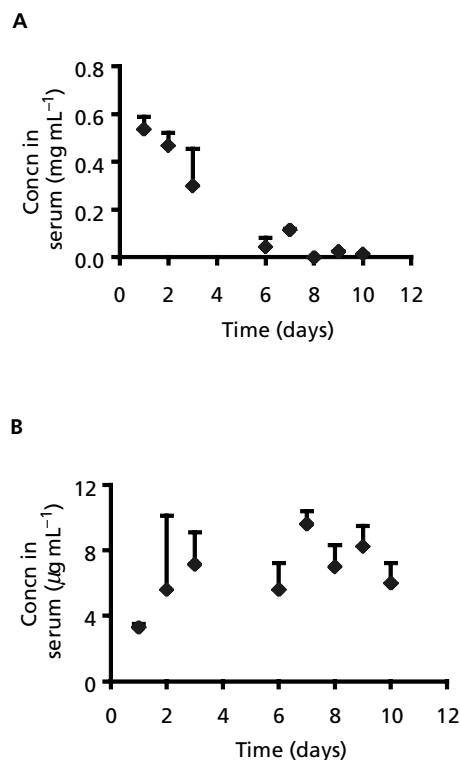 A
0.8
0.6
0.4
0.2
0.0
Concn in
serum (mg mL⁻¹)
0 2 4 6 8 10 12
Time (days)
B
12
8
4
0
Concn in
serum (µg mL⁻¹)
0 2 4 6 8 10 12
Time (days)